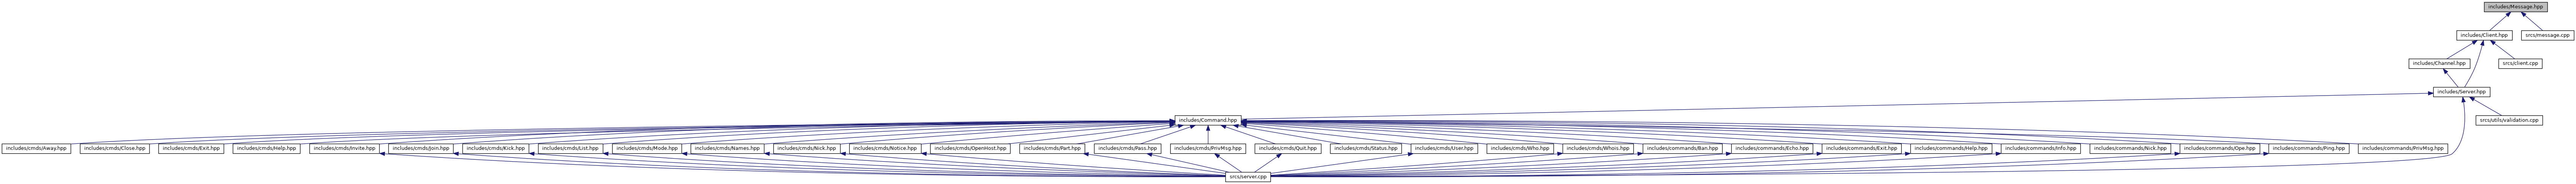 includes/Message.hpp
includes/Client.hpp
srcs/message.cpp
includes/Channel.hpp
srcs/client.cpp
includes/Server.hpp
includes/Command.hpp
srcs/utils/validation.cpp
includes/cmds/Away.hpp
includes/cmds/Close.hpp
includes/cmds/Exit.hpp
includes/cmds/Help.hpp
includes/cmds/Invite.hpp
includes/cmds/Join.hpp
includes/cmds/Kick.hpp
includes/cmds/List.hpp
includes/cmds/Mode.hpp
includes/cmds/Names.hpp
includes/cmds/Nick.hpp
includes/cmds/Notice.hpp
includes/cmds/OpenHost.hpp
includes/cmds/Part.hpp
includes/cmds/Pass.hpp
includes/cmds/PrivMsg.hpp
includes/cmds/Quit.hpp
includes/cmds/Status.hpp
includes/cmds/User.hpp
includes/cmds/Who.hpp
includes/cmds/Whois.hpp
includes/commands/Ban.hpp
includes/commands/Echo.hpp
includes/commands/Exit.hpp
includes/commands/Help.hpp
includes/commands/Info.hpp
includes/commands/Nick.hpp
includes/commands/Ope.hpp
includes/commands/Ping.hpp
includes/commands/PrivMsg.hpp
srcs/server.cpp